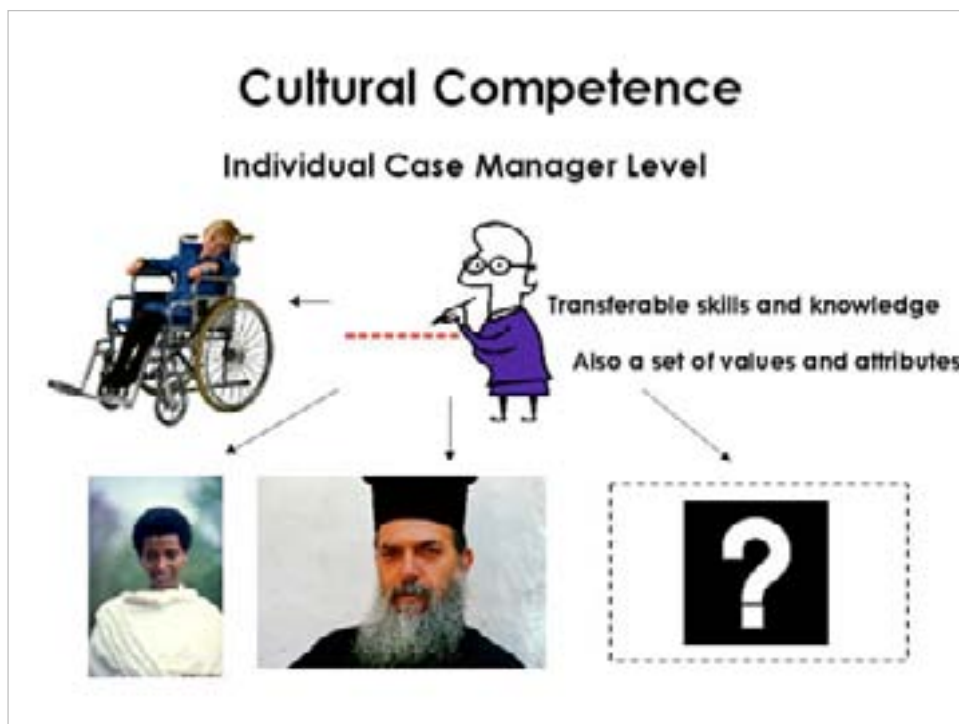 Cultural Competence
Individual Case Manager Level
Transferable skills and knowledge
Also a set of values and attributes
?